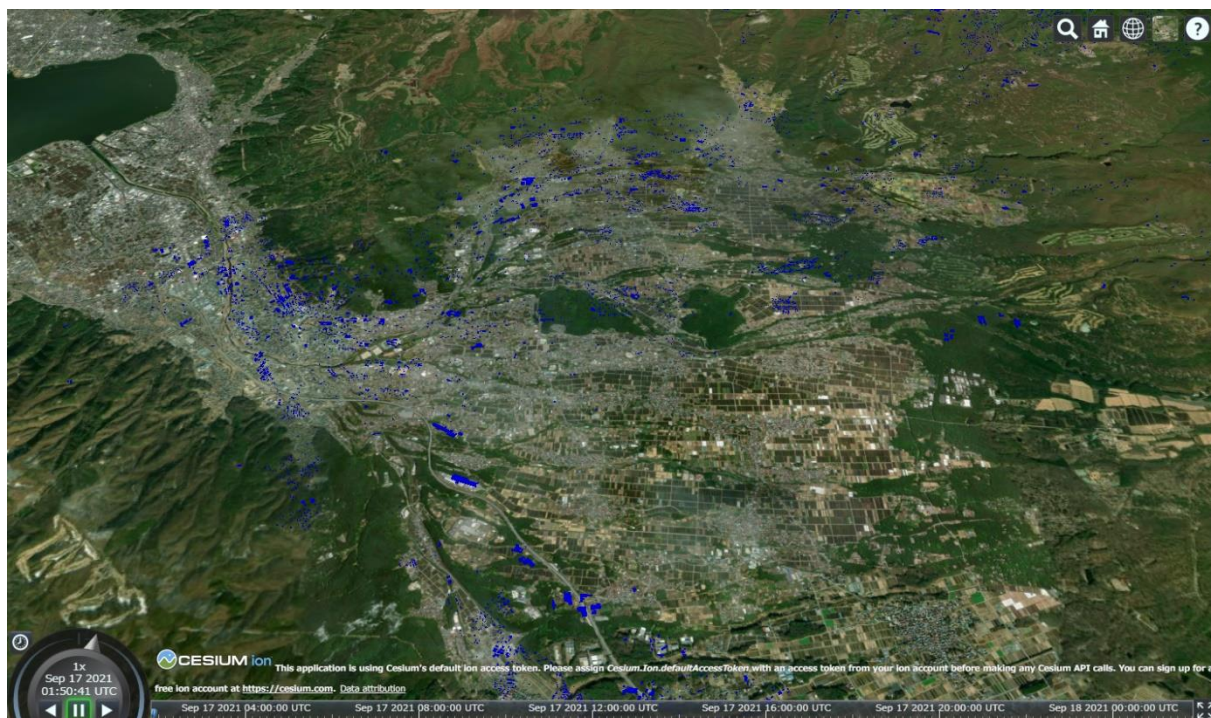 ?
CESIUM ion
This application is using Cesium's default ion access token. Please assign Cesium.Ion.defaultAccessToken with an access token from your ion account before making any Cesium API calls. You can sign up for a
free ion account at https://cesium.com. Data attribution
1x
Sep 17 2021
01:50:41 UTC
Sep 17 2021 04:00:00 UTC
Sep 17 2021 08:00:00 UTC
Sep 17 2021 12:00:00 UTC
Sep 17 2021 16:00:00 UTC
Sep 17 2021 20:00:00 UTC
Sep 18 2021 00:00:00 UTC